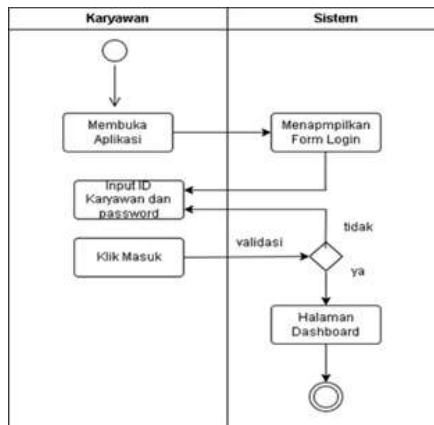 Karyawan
Sistem
Membuka
Aplikasi
Menapmpilkan
Form Login
Input ID
Karyawan dan
password
tidak
Klik Masuk
validasi
ya
Halaman
Dashboard